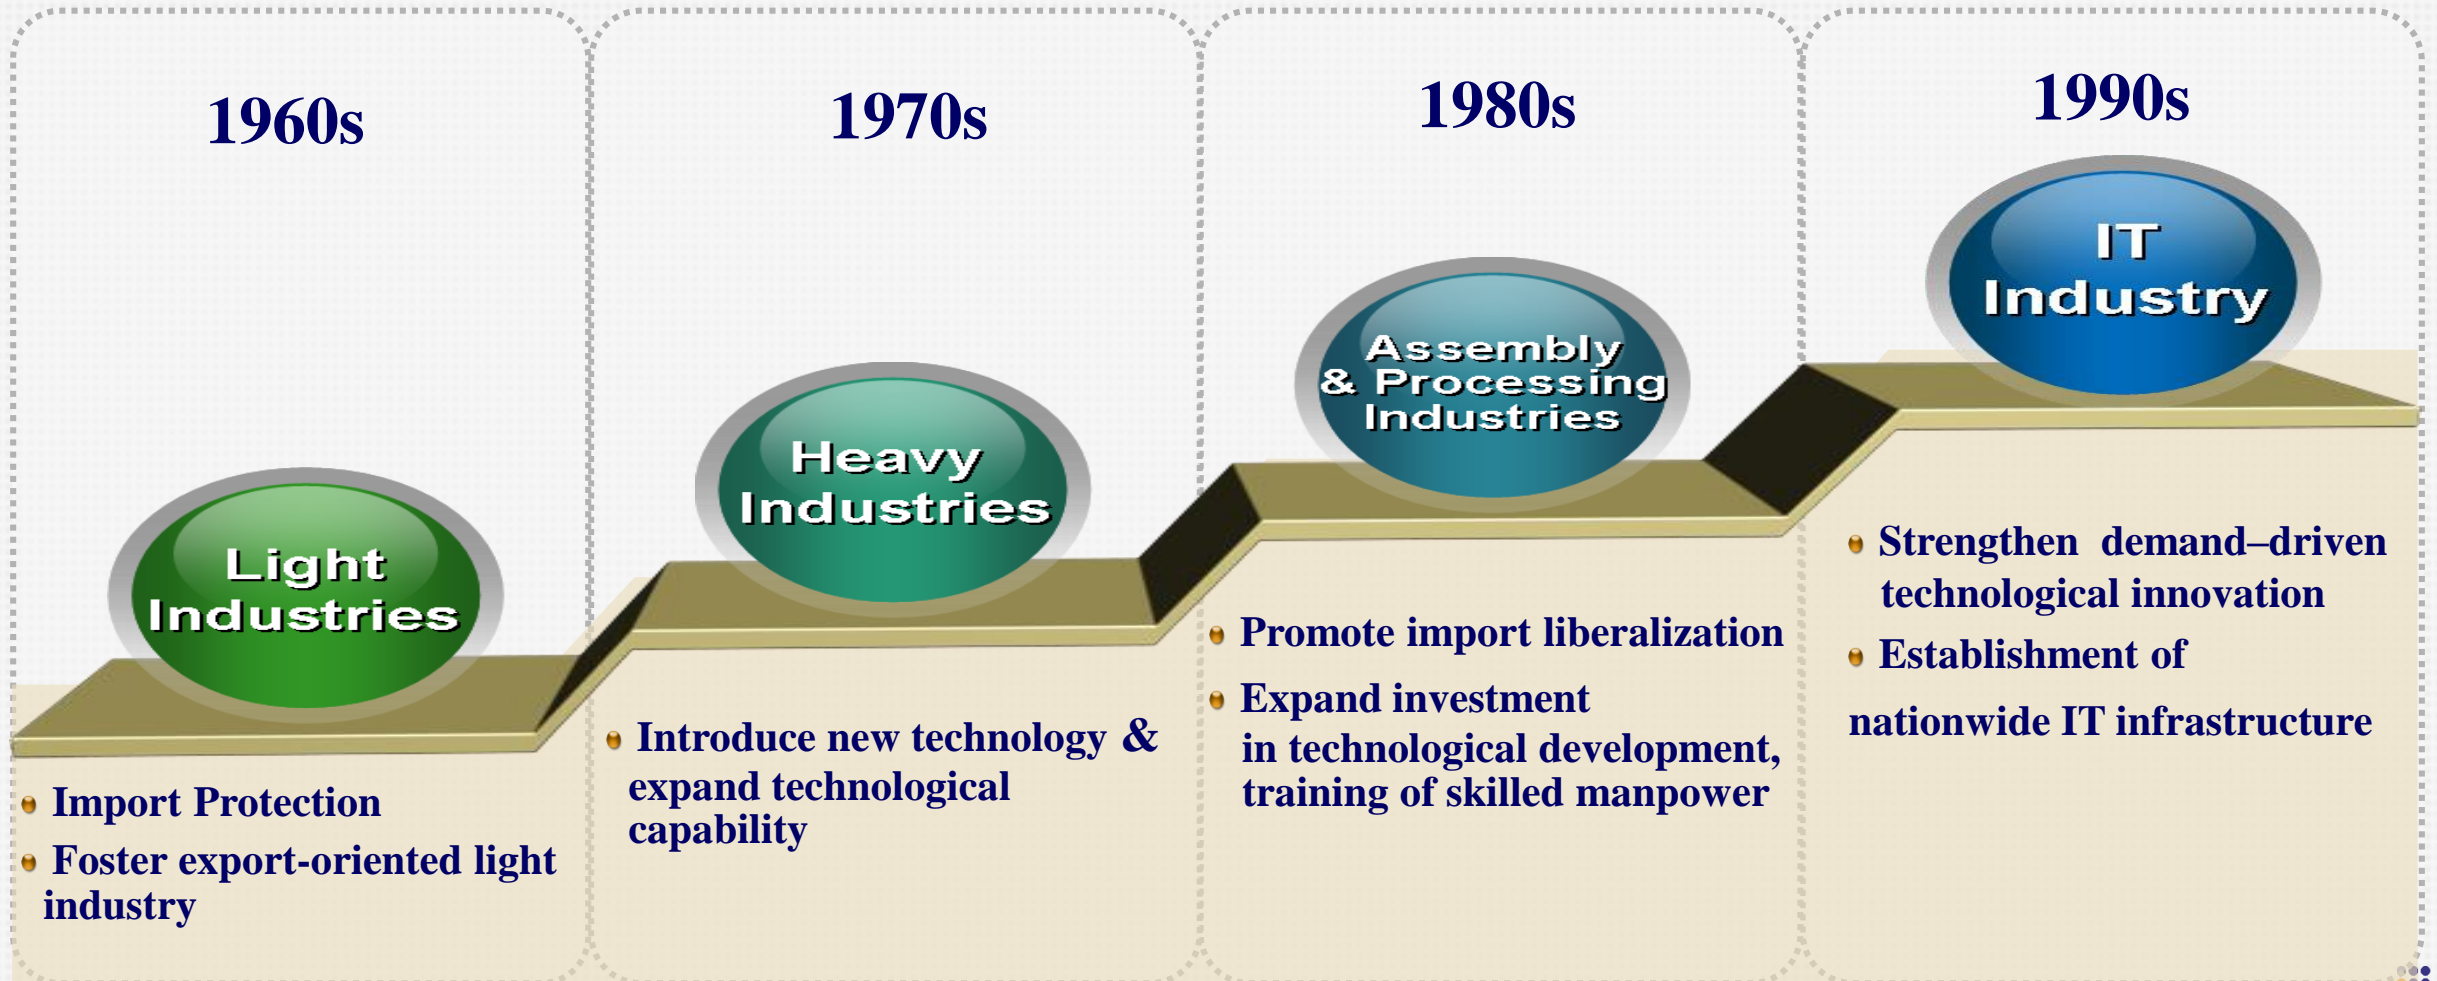 1960s
Light
Industries
Import Protection
Foster export-oriented light
industry
1970s
Heavy
Industries
Introduce new technology &
expand technological
capability
1980s
Assembly
& Processing
Industries
Promote import liberalization
Expand investment
in technological development,
training of skilled manpower
1990s
IT
Industry
Strengthen demand–driven
technological innovation
Establishment of
nationwide IT infrastructure